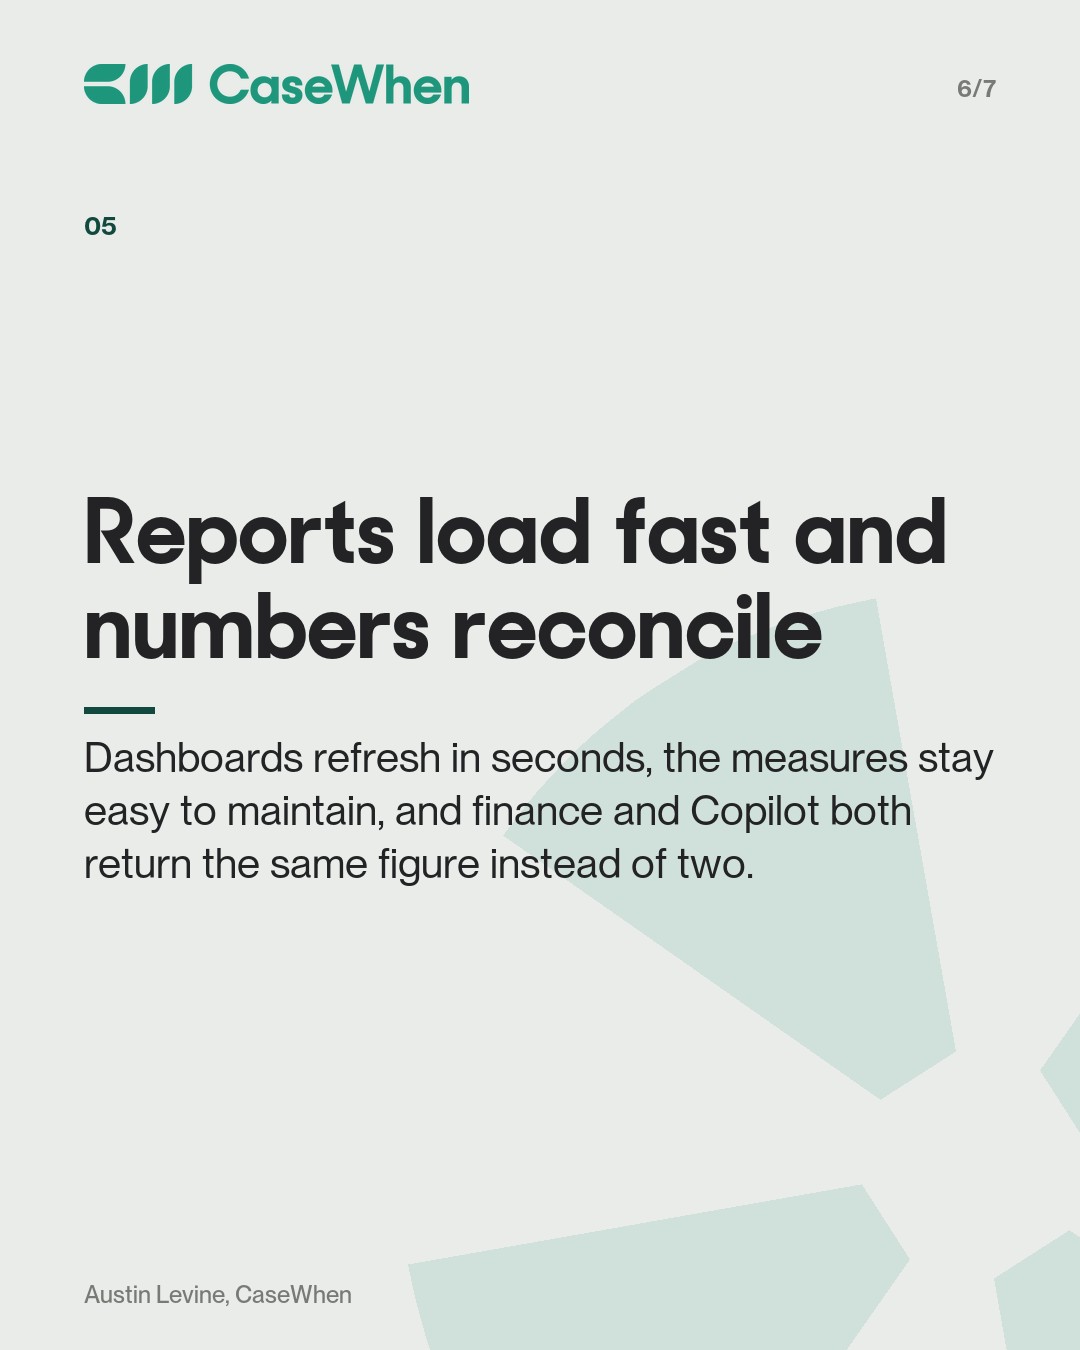 CaseWhen
6/7
05
Reports load fast and
numbers reconcile
Dashboards refresh in seconds, the measures stay
easy to maintain, and finance and Copilot both
return the same figure instead of two.
Austin Levine, CaseWhen